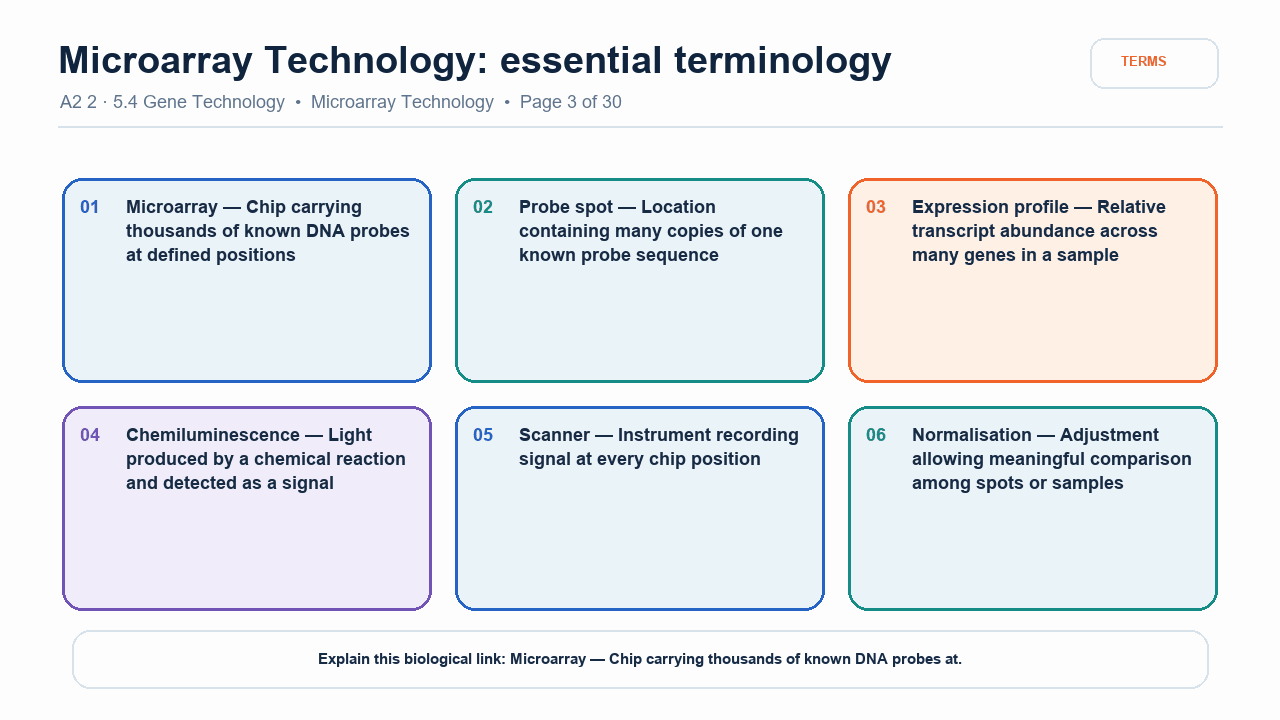 Microarray Technology: essential terminology
TERMS
A2 2 · 5.4 Gene Technology • Microarray Technology • Page 3 of 30
01 Microarray — Chip carrying
thousands of known DNA probes
at defined positions
02 Probe spot — Location
containing many copies of one
known probe sequence
03 Expression profile — Relative
transcript abundance across
many genes in a sample
04 Chemiluminescence — Light
produced by a chemical reaction
and detected as a signal
05 Scanner — Instrument recording
signal at every chip position
06 Normalisation — Adjustment
allowing meaningful comparison
among spots or samples
Explain this biological link: Microarray — Chip carrying thousands of known DNA probes at.